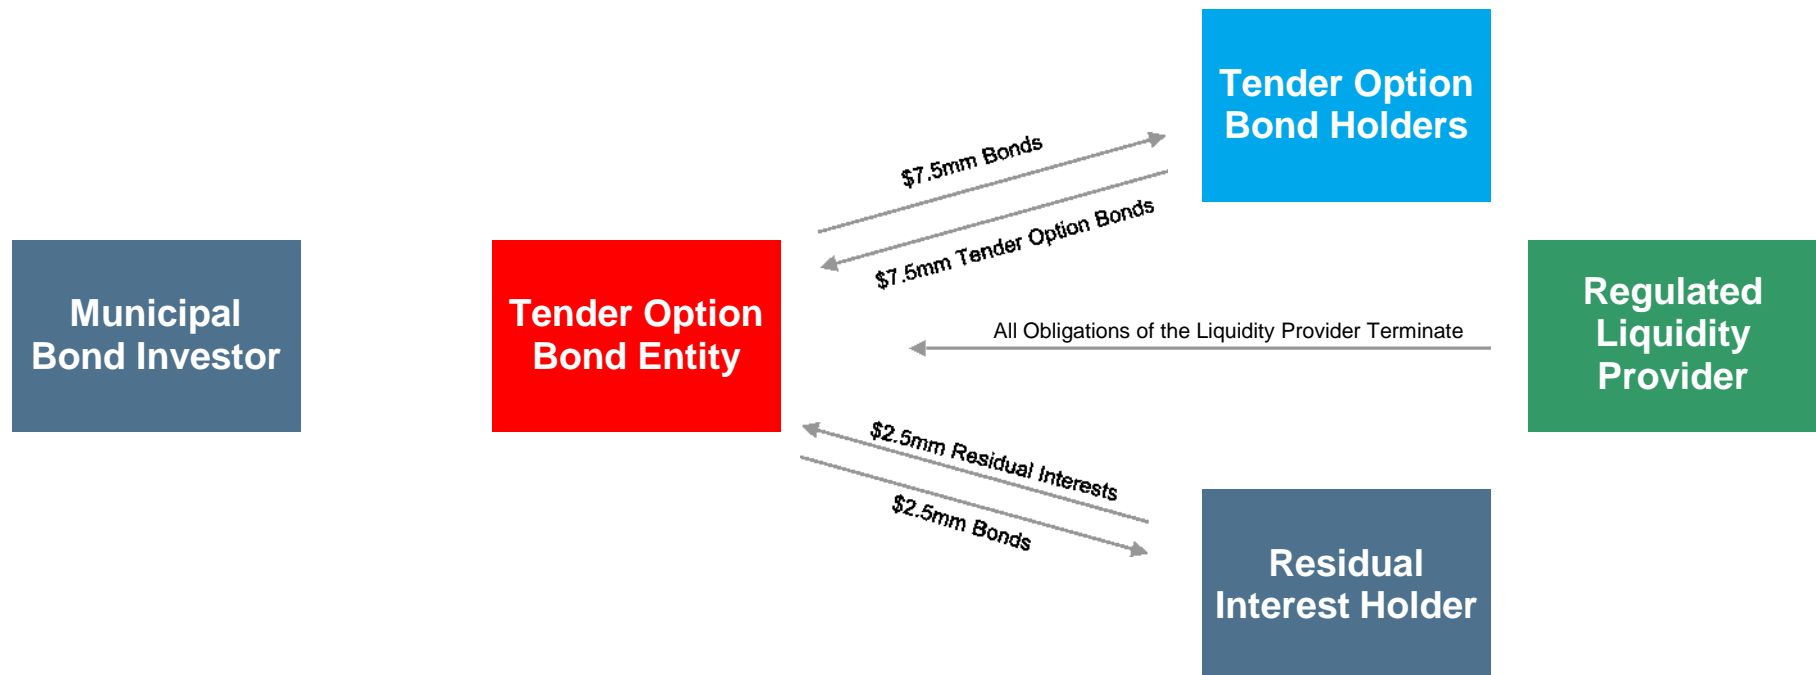 Tender Option
Bond Holders
$7.5mm Bonds
$7.5mm Tender Option Bonds
Municipal
Bond Investor
Tender Option
Bond Entity
All Obligations of the Liquidity Provider Terminate
Regulated
Liquidity
Provider
$2.5mm Residual Interests
$2.5mm Bonds
Residual
Interest Holder